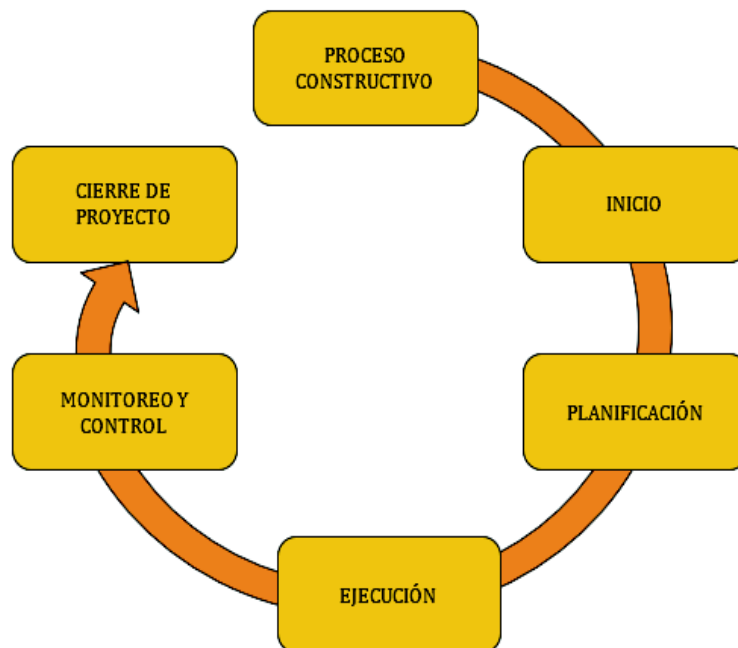 PROCESO
CONSTRUCTIVO
INICIO
PLANIFICACIÓN
EJECUCIÓN
MONITOREO Y
CONTROL
CIERRE DE
PROYECTO